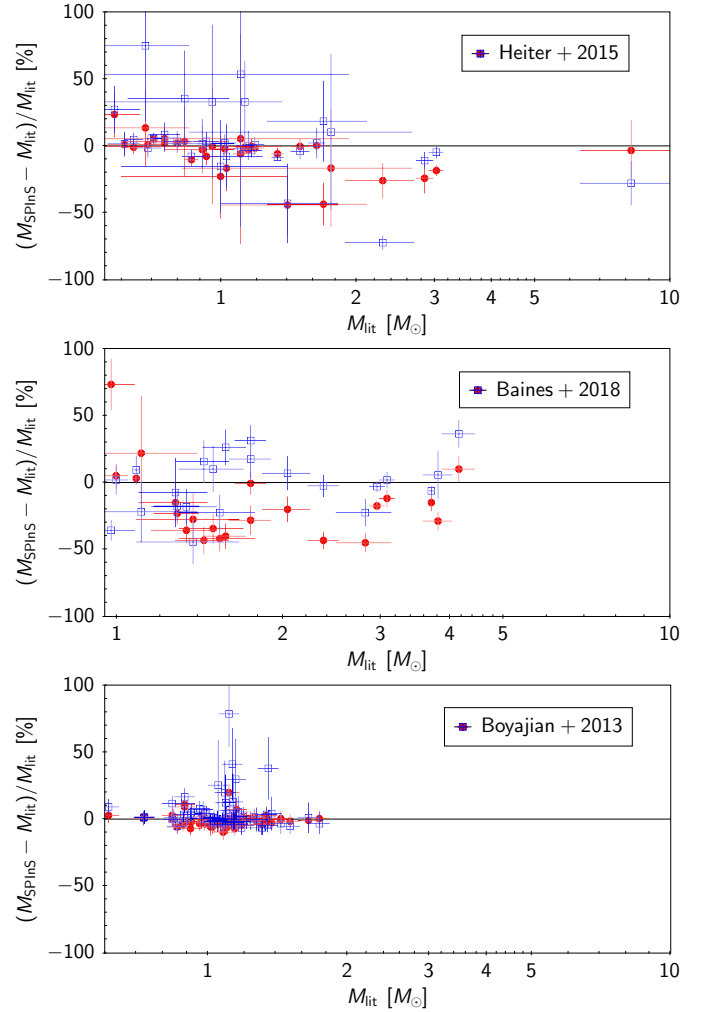 100
50
0
−50
−100
(M_SPInS − M_lit)/M_lit [%]
Heiter + 2015
1 2 3 4 5 10
M_lit [M_⊙]
100
50
0
−50
−100
(M_SPInS − M_lit)/M_lit [%]
Baines + 2018
1 2 3 4 5 10
M_lit [M_⊙]
100
50
0
−50
−100
(M_SPInS − M_lit)/M_lit [%]
Boyajian + 2013
1 2 3 4 5 10
M_lit [M_⊙]